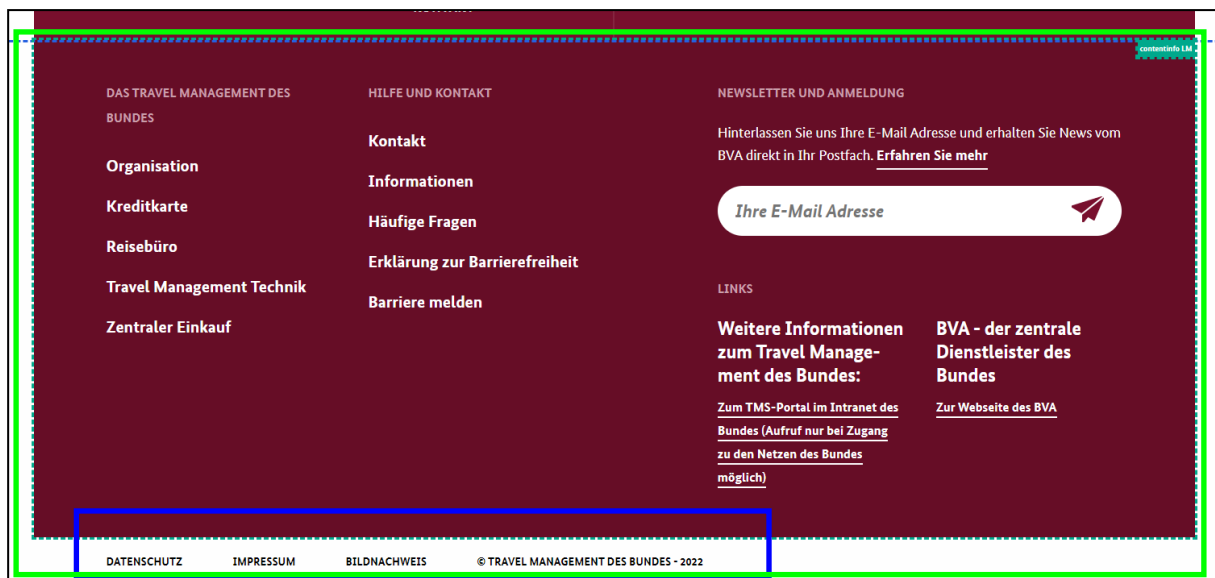 contentinfo LM
DAS TRAVEL MANAGEMENT DES
BUNDES
Organisation
Kreditkarte
Reisebüro
Travel Management Technik
Zentraler Einkauf
HILFE UND KONTAKT
Kontakt
Informationen
Häufige Fragen
Erklärung zur Barrierefreiheit
Barriere melden
NEWSLETTER UND ANMELDUNG
Hinterlassen Sie uns Ihre E-Mail Adresse und erhalten Sie News vom
BVA direkt in Ihr Postfach. Erfahren Sie mehr
Ihre E-Mail Adresse
LINKS
Weitere Informationen
zum Travel Manage-
ment des Bundes:
Zum TMS-Portal im Intranet des
Bundes (Aufruf nur bei Zugang
zu den Netzen des Bundes
möglich)
BVA - der zentrale
Dienstleister des
Bundes
Zur Webseite des BVA
DATENSCHUTZ
IMPRESSUM
BILDNACHWEIS
© TRAVEL MANAGEMENT DES BUNDES - 2022